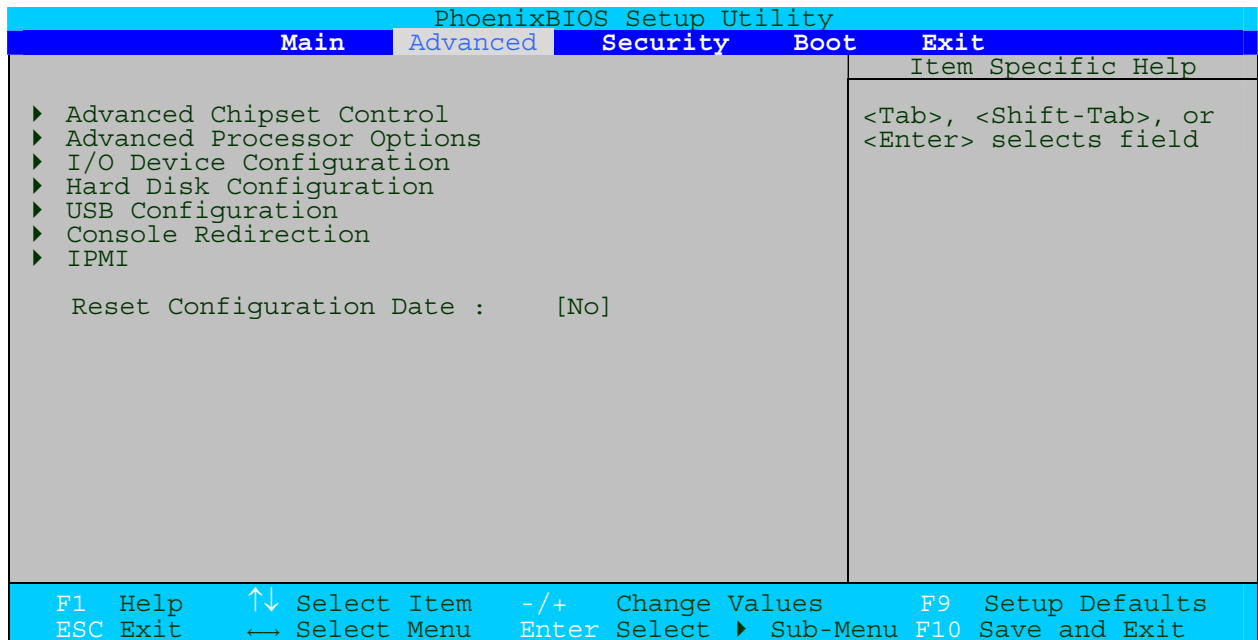 PhoenixBIOS Setup Utility
Main Advanced Security Boot Exit
Item Specific Help
Advanced Chipset Control
Advanced Processor Options
I/O Device Configuration
Hard Disk Configuration
USB Configuration
Console Redirection
IPMI
Reset Configuration Date : [No]
<Tab>, <Shift-Tab>, or
<Enter> selects field
F1 Help ↑↓ Select Item -/+ Change Values F9 Setup Defaults
ESC Exit ←→ Select Menu Enter Select ▶ Sub-Menu F10 Save and Exit